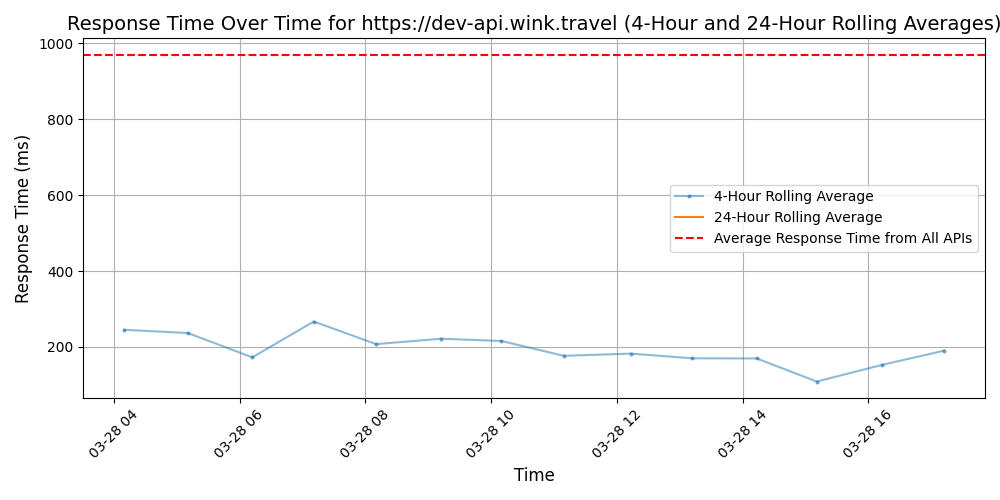 Response Time Over Time for https://dev-api.wink.travel (4-Hour and 24-Hour Rolling Averages)
Response Time (ms)
1000
800
600
400
200
4-Hour Rolling Average
24-Hour Rolling Average
Average Response Time from All APIs
03-28 04
03-28 06
03-28 08
03-28 10
03-28 12
03-28 14
03-28 16
Time